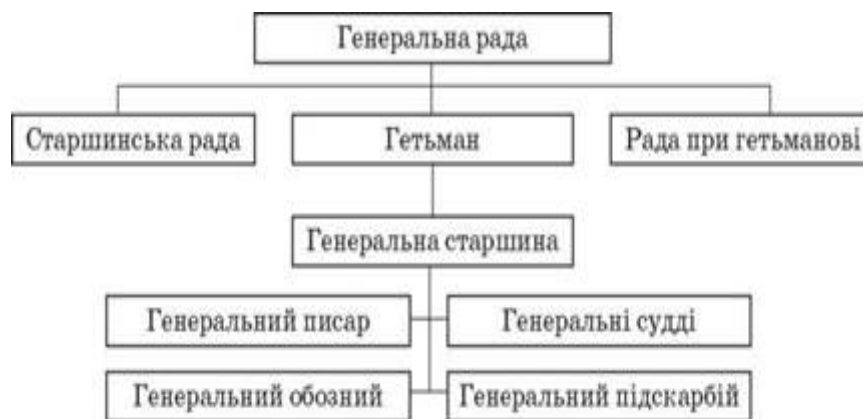 Генеральна рада
Старшинська рада
Гетьман
Рада при гетьманові
Генеральна старшина
Генеральний писар
Генеральні судді
Генеральний обозний
Генеральний підскарбій